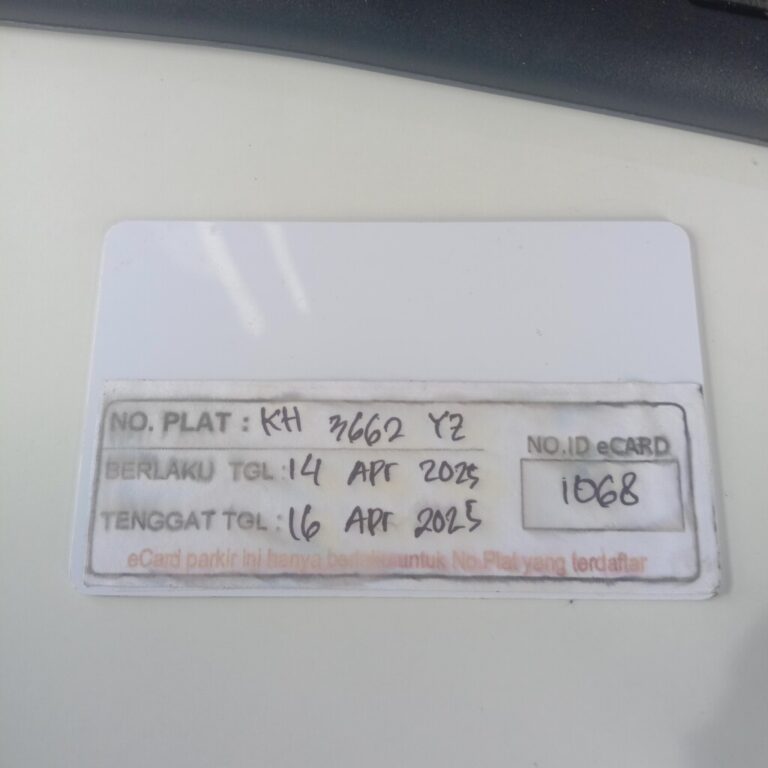 NO. PLAT : KH 3662 YZ
BERLAKU TGL : 14 APr 2025
TENGGAT TGL : 16 APr 2025
NO.ID eCARD
1068
eCard parkir ini hanya berlaku untuk No.Plat yang terdaftar